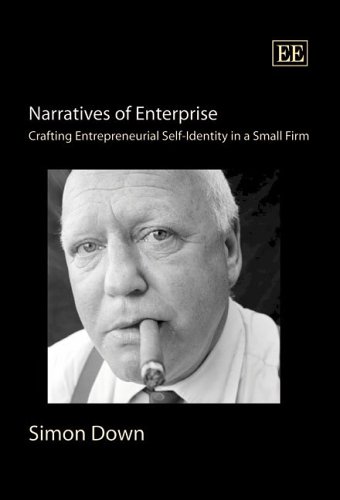 EE
Narratives of Enterprise
Crafting Entrepreneurial Self-Identity in a Small Firm
Simon Down